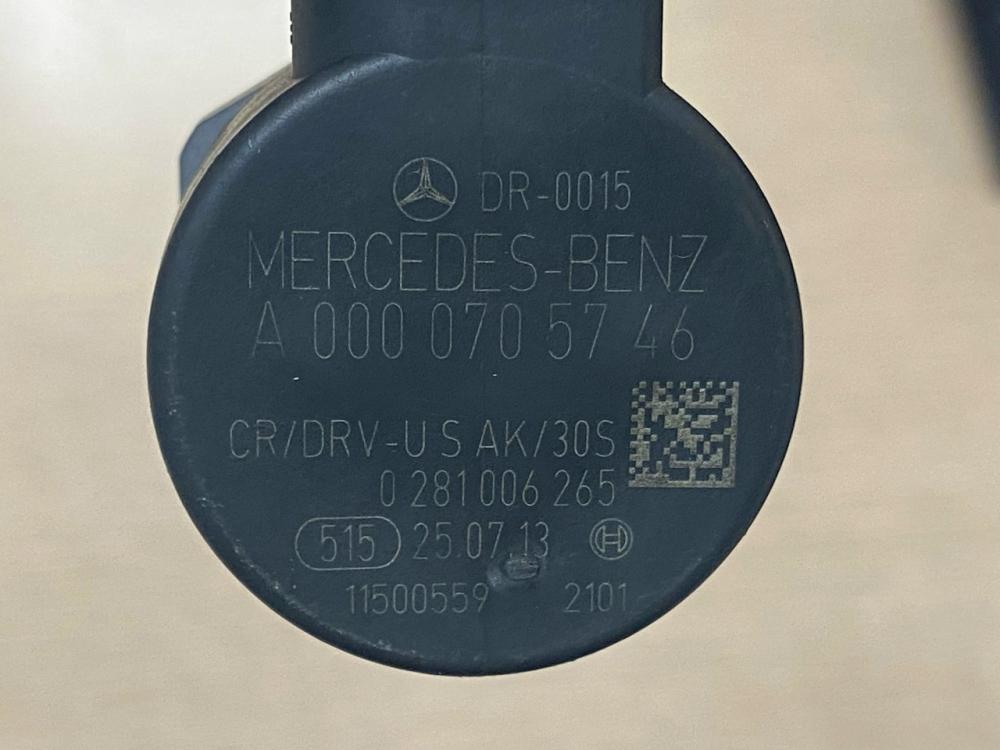 DR-0015
MERCEDES-BENZ
A 000 070 57 46
CR/DRV-U S AK/30S
0 281 006 265
515 25.07.13 H
11500559 2101